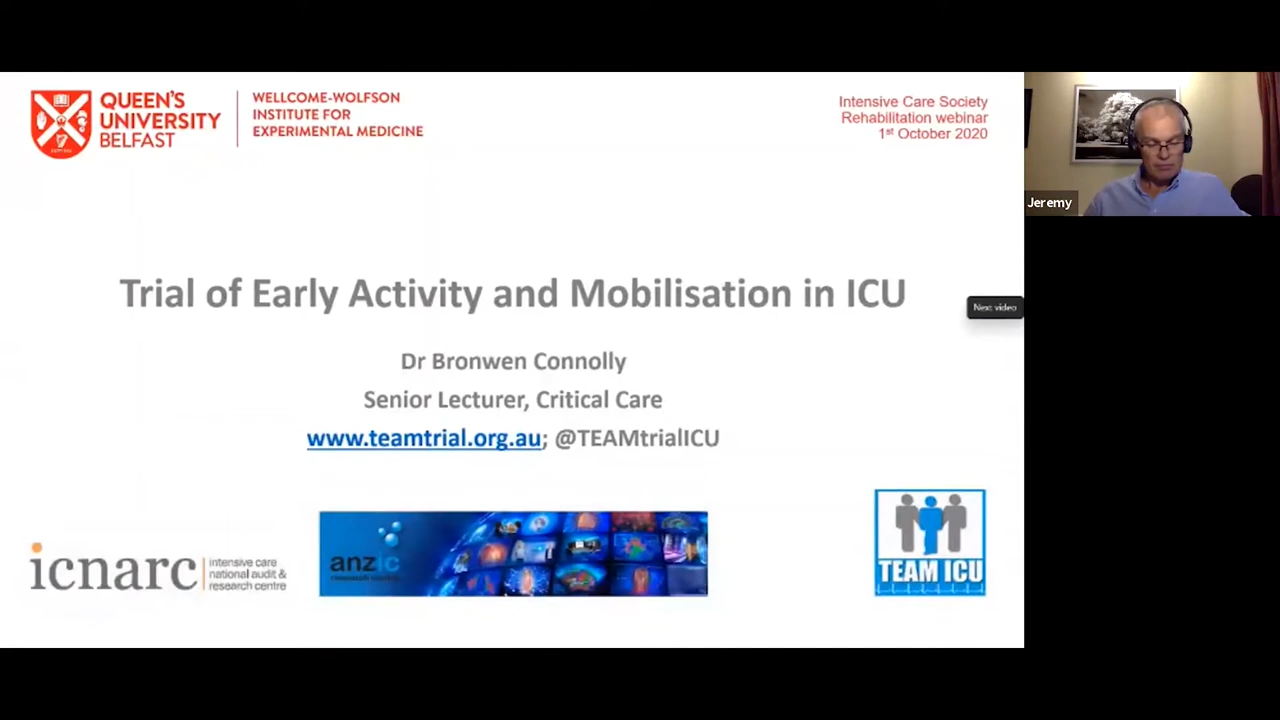 QUEEN'S
UNIVERSITY
BELFAST
WELLCOME-WOLFSON
INSTITUTE FOR
EXPERIMENTAL MEDICINE
Intensive Care Society
Rehabilitation webinar
1st October 2020
Jeremy
Trial of Early Activity and Mobilisation in ICU
Next video
Dr Bronwen Connolly
Senior Lecturer, Critical Care
www.teamtrial.org.au; @TEAMtrialICU
icnarc
intensive care
national audit &
research centre
anzic
research centre
TEAM ICU